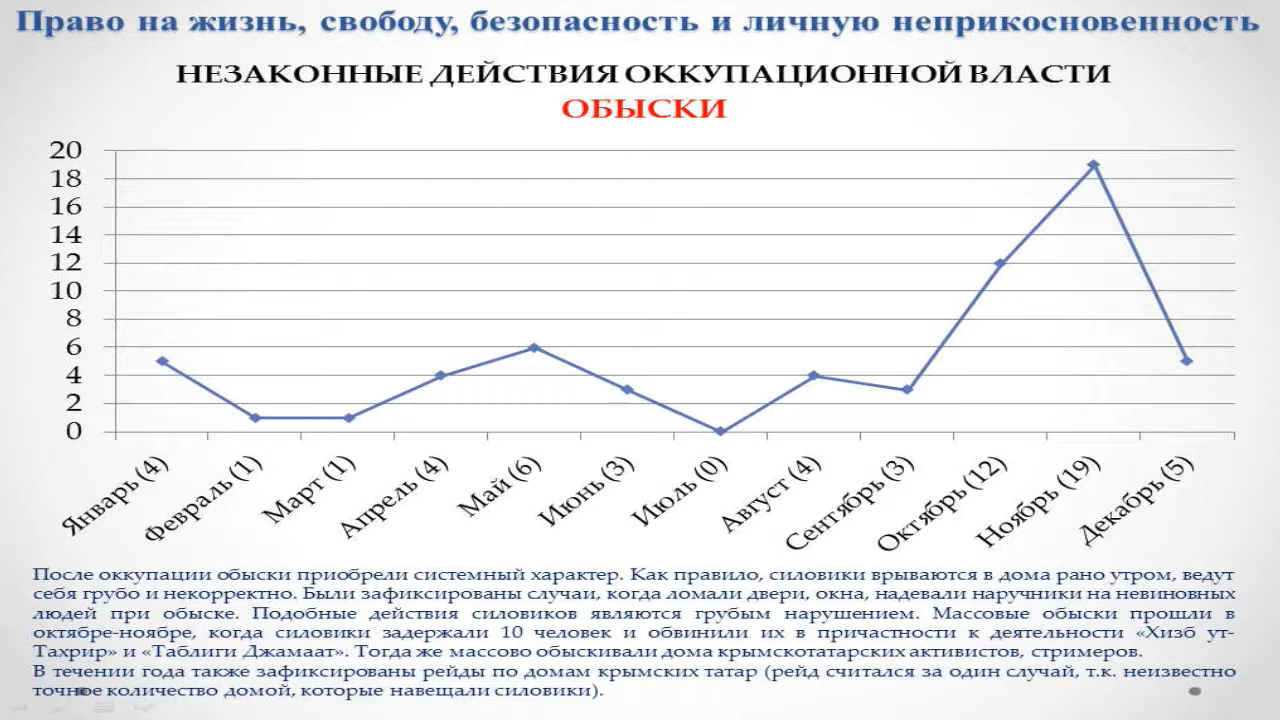 Право на жизнь, свободу, безопасность и личную неприкосновенность
НЕЗАКОННЫЕ ДЕЙСТВИЯ ОККУПАЦИОННОЙ ВЛАСТИ
ОБЫСКИ
20
18
16
14
12
10
8
6
4
2
0
Январь (4)
Февраль (1)
Март (1)
Апрель (4)
Май (6)
Июнь (3)
Июль (0)
Август (4)
Сентябрь (3)
Октябрь (12)
Ноябрь (19)
Декабрь (5)
После оккупации обыски приобрели системный характер. Как правило, силовики врываются в дома рано утром, ведут
себя грубо и некорректно. Были зафиксированы случаи, когда ломали двери, окна, надевали наручники на невиновных
людей при обыске. Подобные действия силовиков являются грубым нарушением. Массовые обыски прошли в
октябре-ноябре, когда силовики задержали 10 человек и обвинили их в причастности к деятельности «Хизб ут-
Тахрир» и «Таблиги Джамаат». Тогда же массово обыскивали дома крымскотатарских активистов, стримеров.
В течении года также зафиксированы рейды по домам крымских татар (рейд считался за один случай, т.к. неизвестно
точное количество домой, которые навещали силовики).